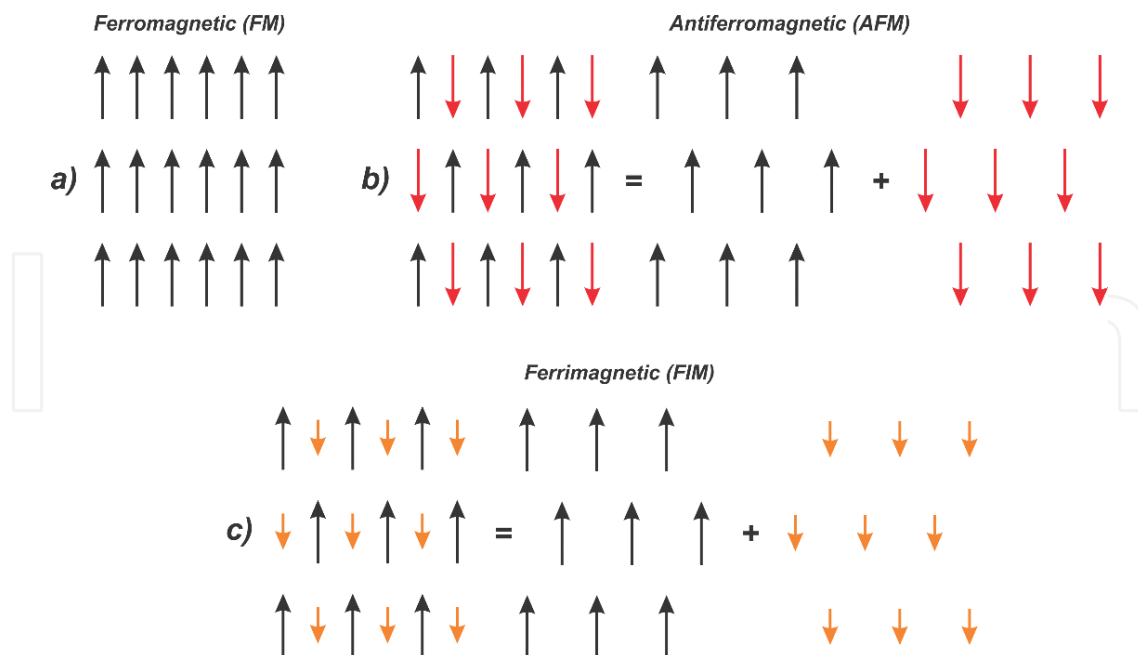 Ferromagnetic (FM)
Antiferromagnetic (AFM)
a)
b) = +
Ferrimagnetic (FIM)
c) = +